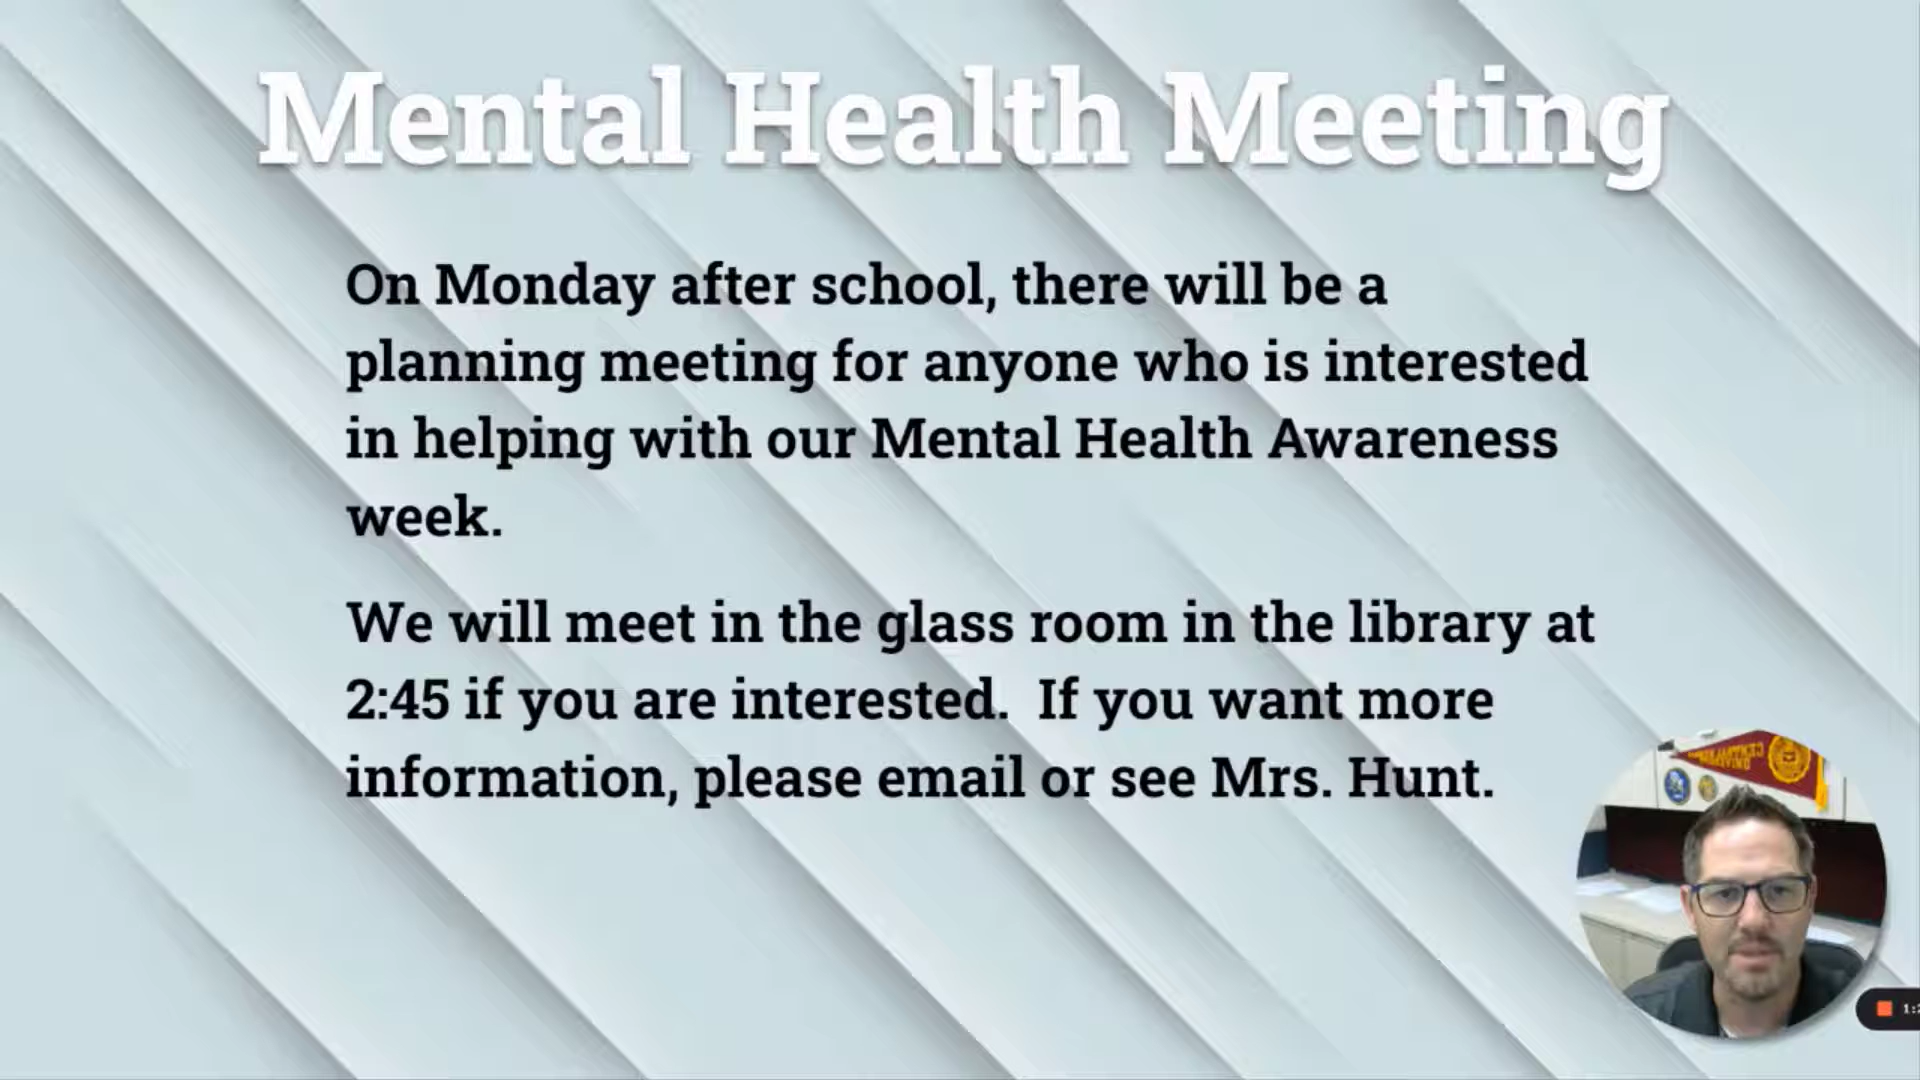 Mental Health Meeting
On Monday after school, there will be a
planning meeting for anyone who is interested
in helping with our Mental Health Awareness
week.
We will meet in the glass room in the library at
2:45 if you are interested.  If you want more
information, please email or see Mrs. Hunt.